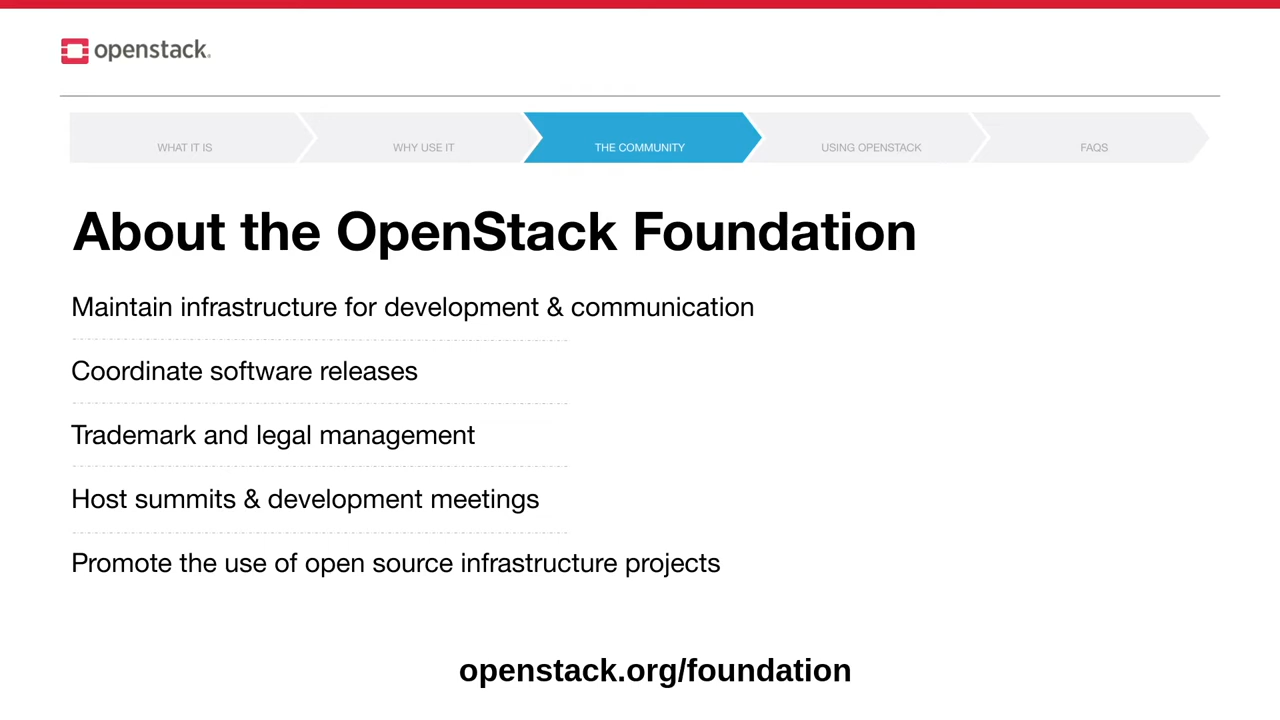 openstack.
WHAT IT IS
WHY USE IT
THE COMMUNITY
USING OPENSTACK
FAQS
About the OpenStack Foundation
Maintain infrastructure for development & communication
Coordinate software releases
Trademark and legal management
Host summits & development meetings
Promote the use of open source infrastructure projects
openstack.org/foundation